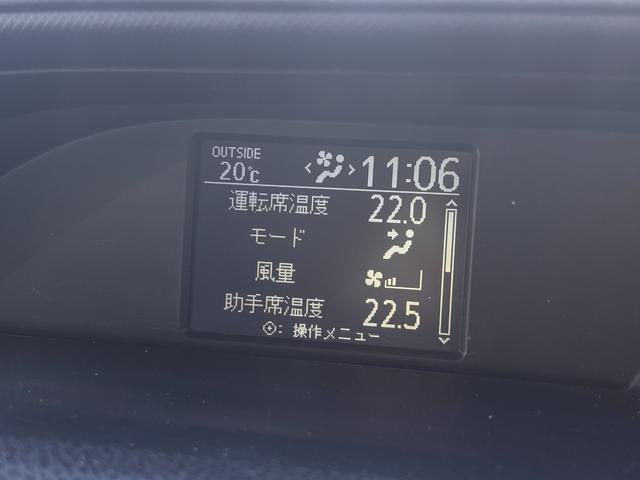 OUTSIDE
20℃ 11:06
運転席温度 22.0
モード
風量
助手席温度 22.5
: 操作メニュー